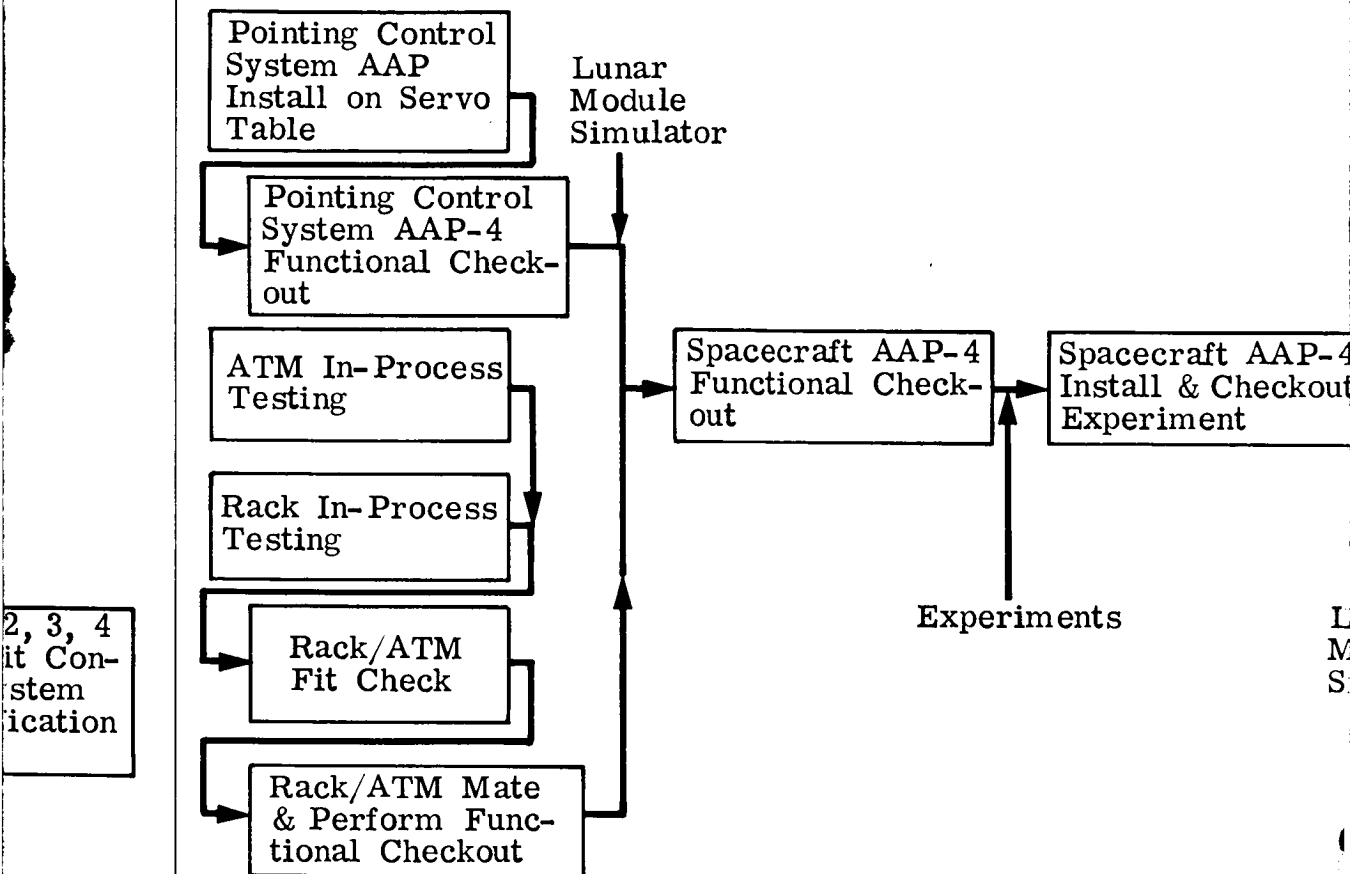 Pointing Control
System AAP
Install on Servo
Table
Lunar
Module
Simulator
Pointing Control
System AAP-4
Functional Check-
out
ATM In-Process
Testing
Spacecraft AAP-4
Functional Check-
out
Spacecraft AAP-4
Install & Checkout
Experiment
Rack In-Process
Testing
Experiments
2, 3, 4
it Con-
stem
ication
Rack/ATM
Fit Check
Rack/ATM Mate
& Perform Func-
tional Checkout